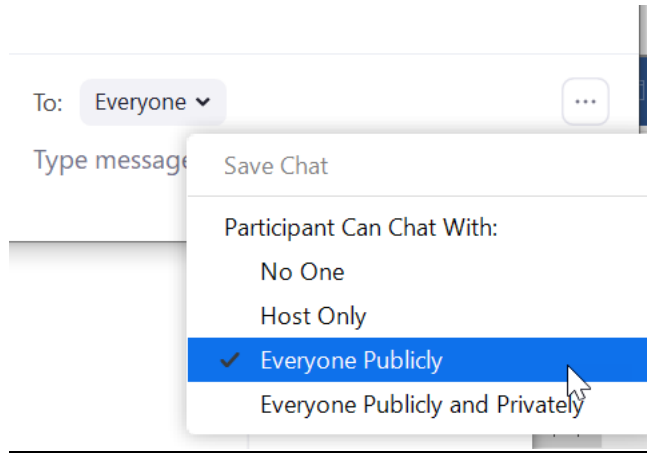 To: Everyone
...
Type message
Save Chat
Participant Can Chat With:
No One
Host Only
Everyone Publicly
Everyone Publicly and Privately